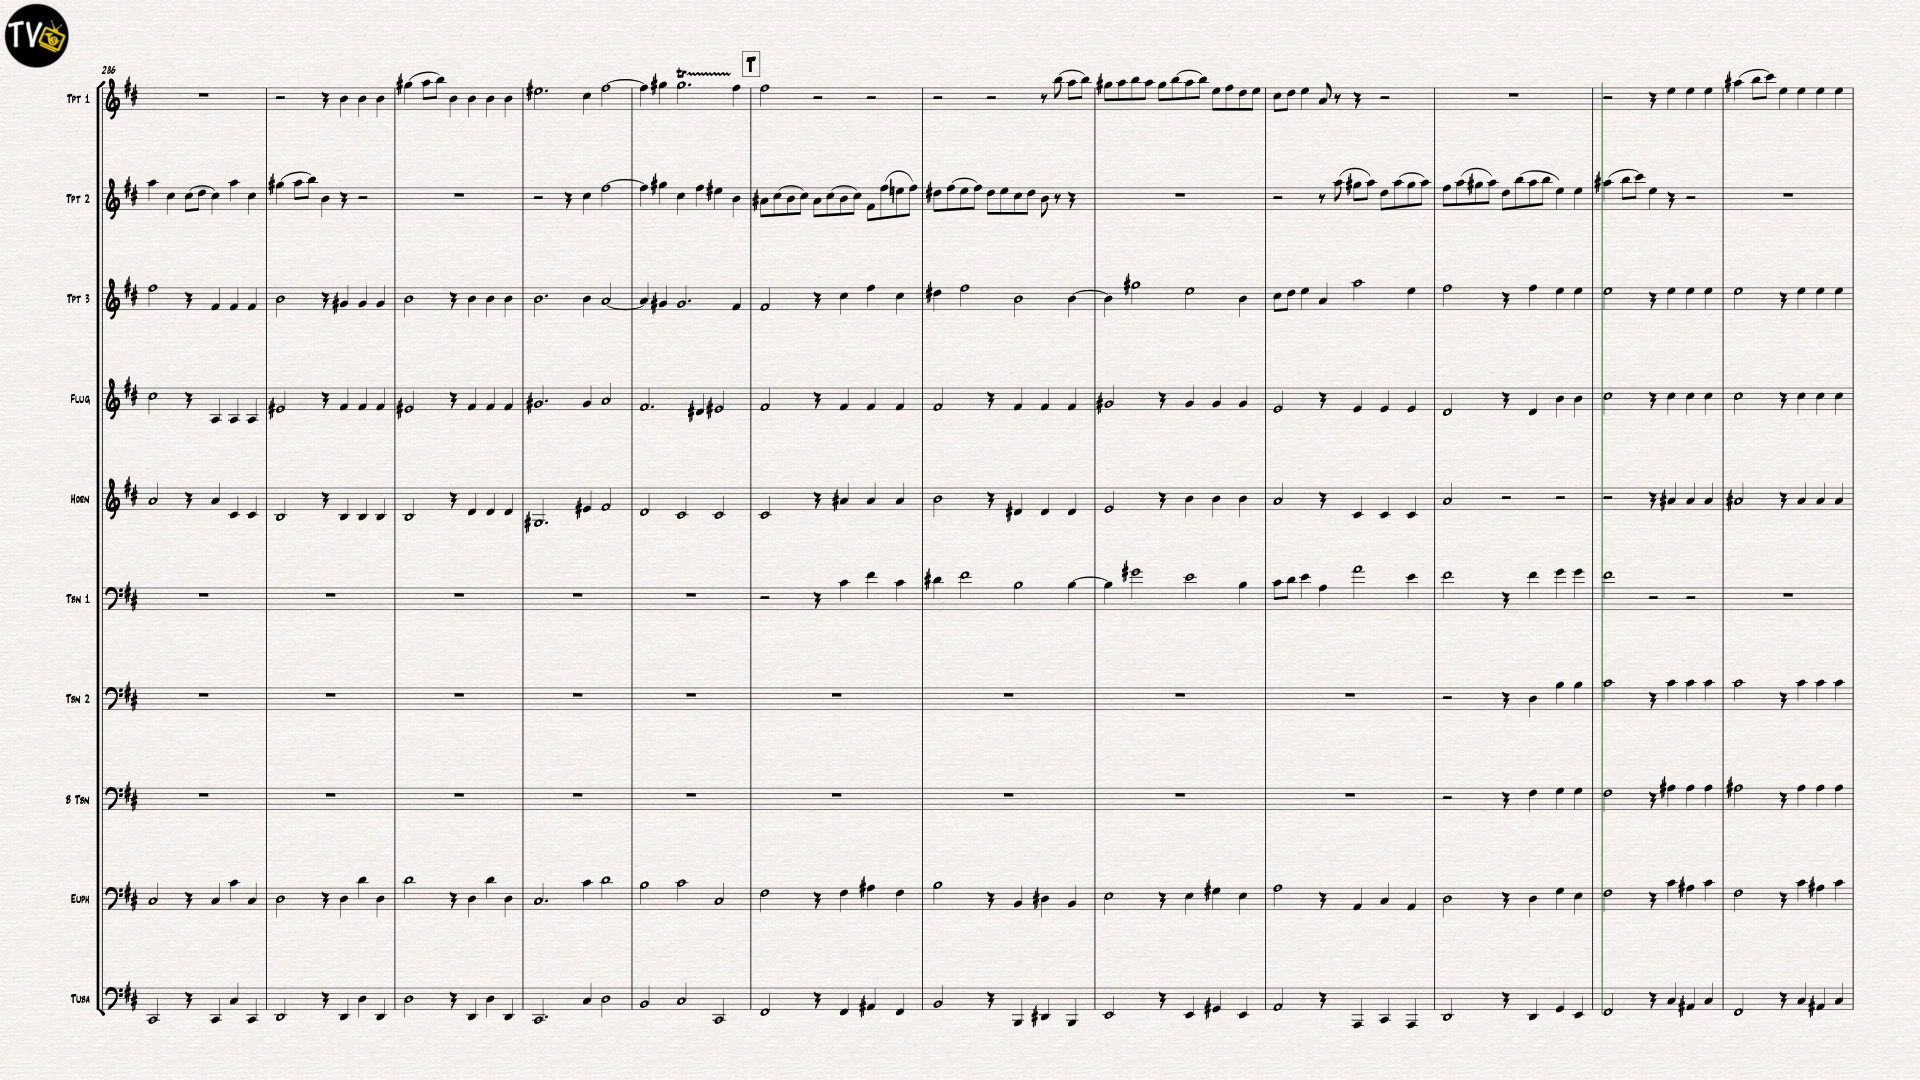 TV
286
T
tr
Tpt 1
Tpt 2
Tpt 3
Flug
Horn
Tbn 1
Tbn 2
B Tbn
Euph
Tuba